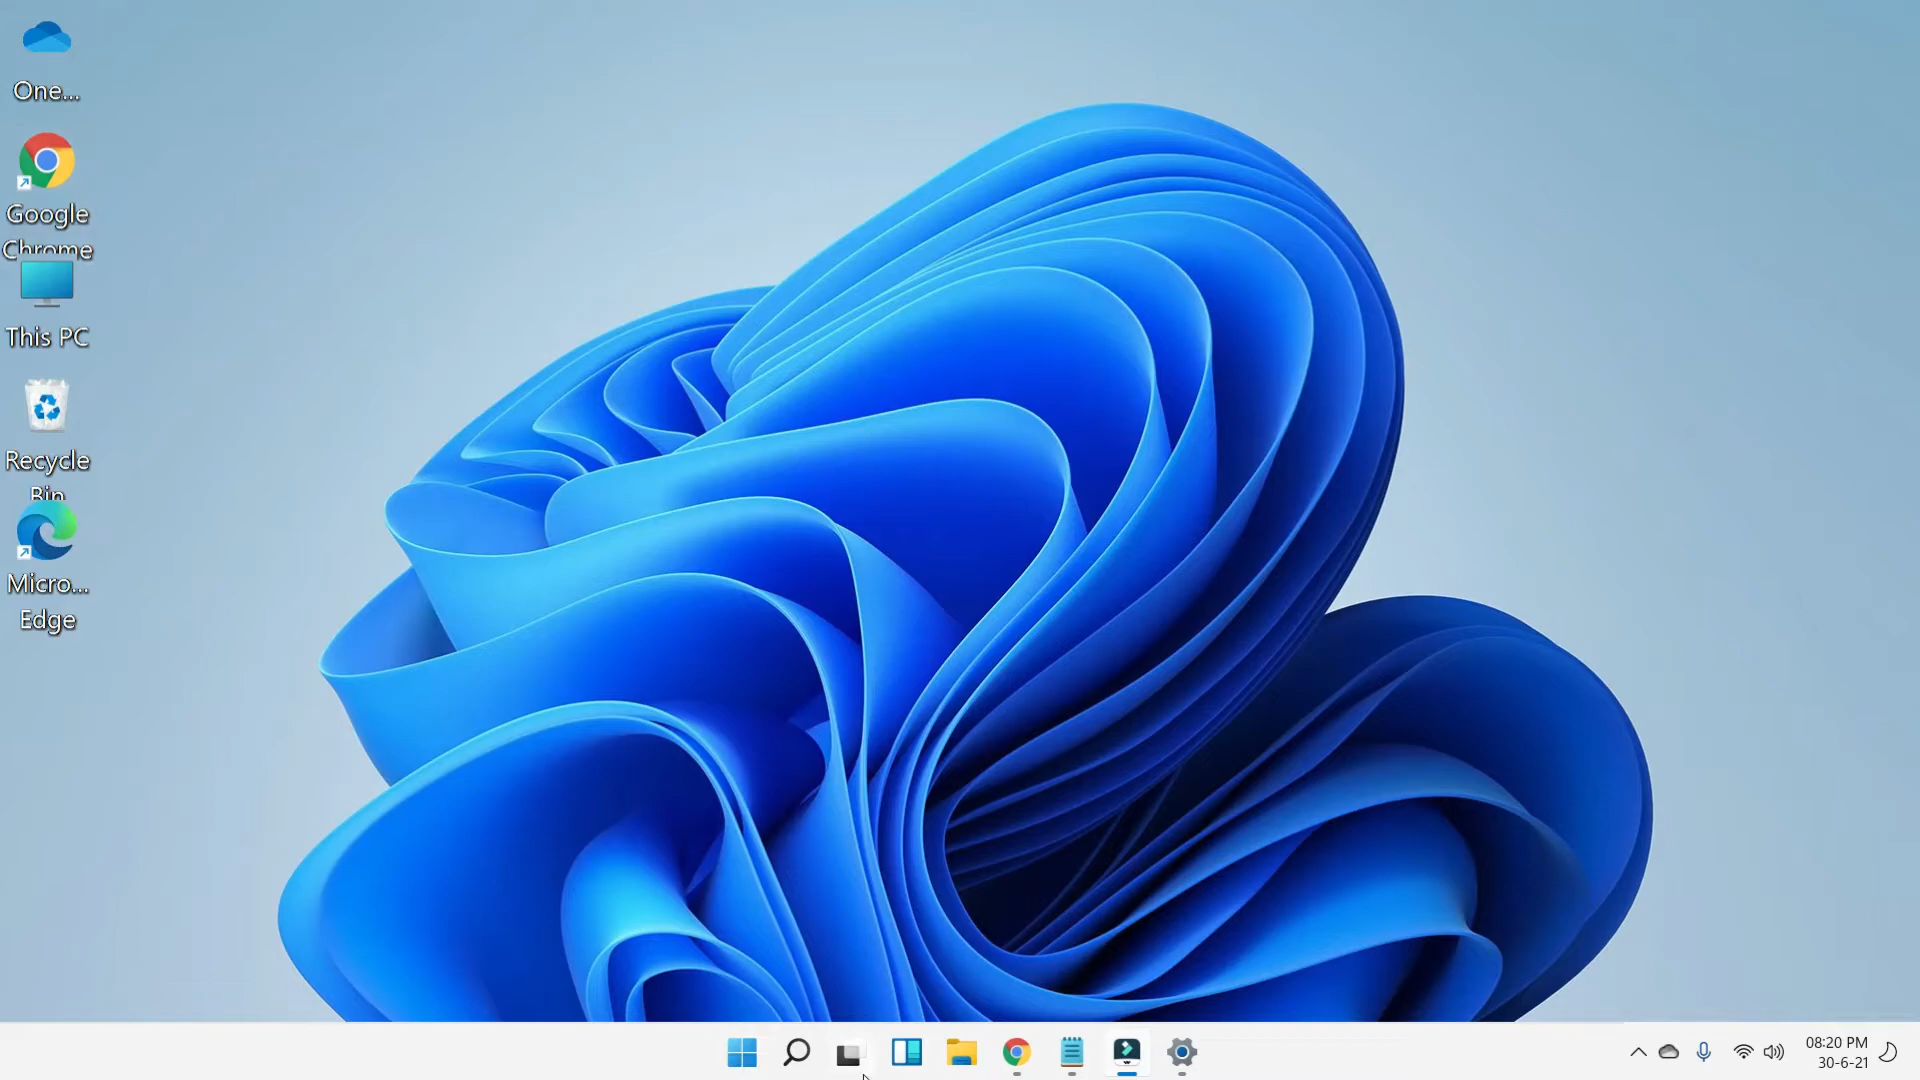 One...
Google
Chrome
This PC
Recycle
Bin
Micro...
Edge
08:20 PM
30-6-21